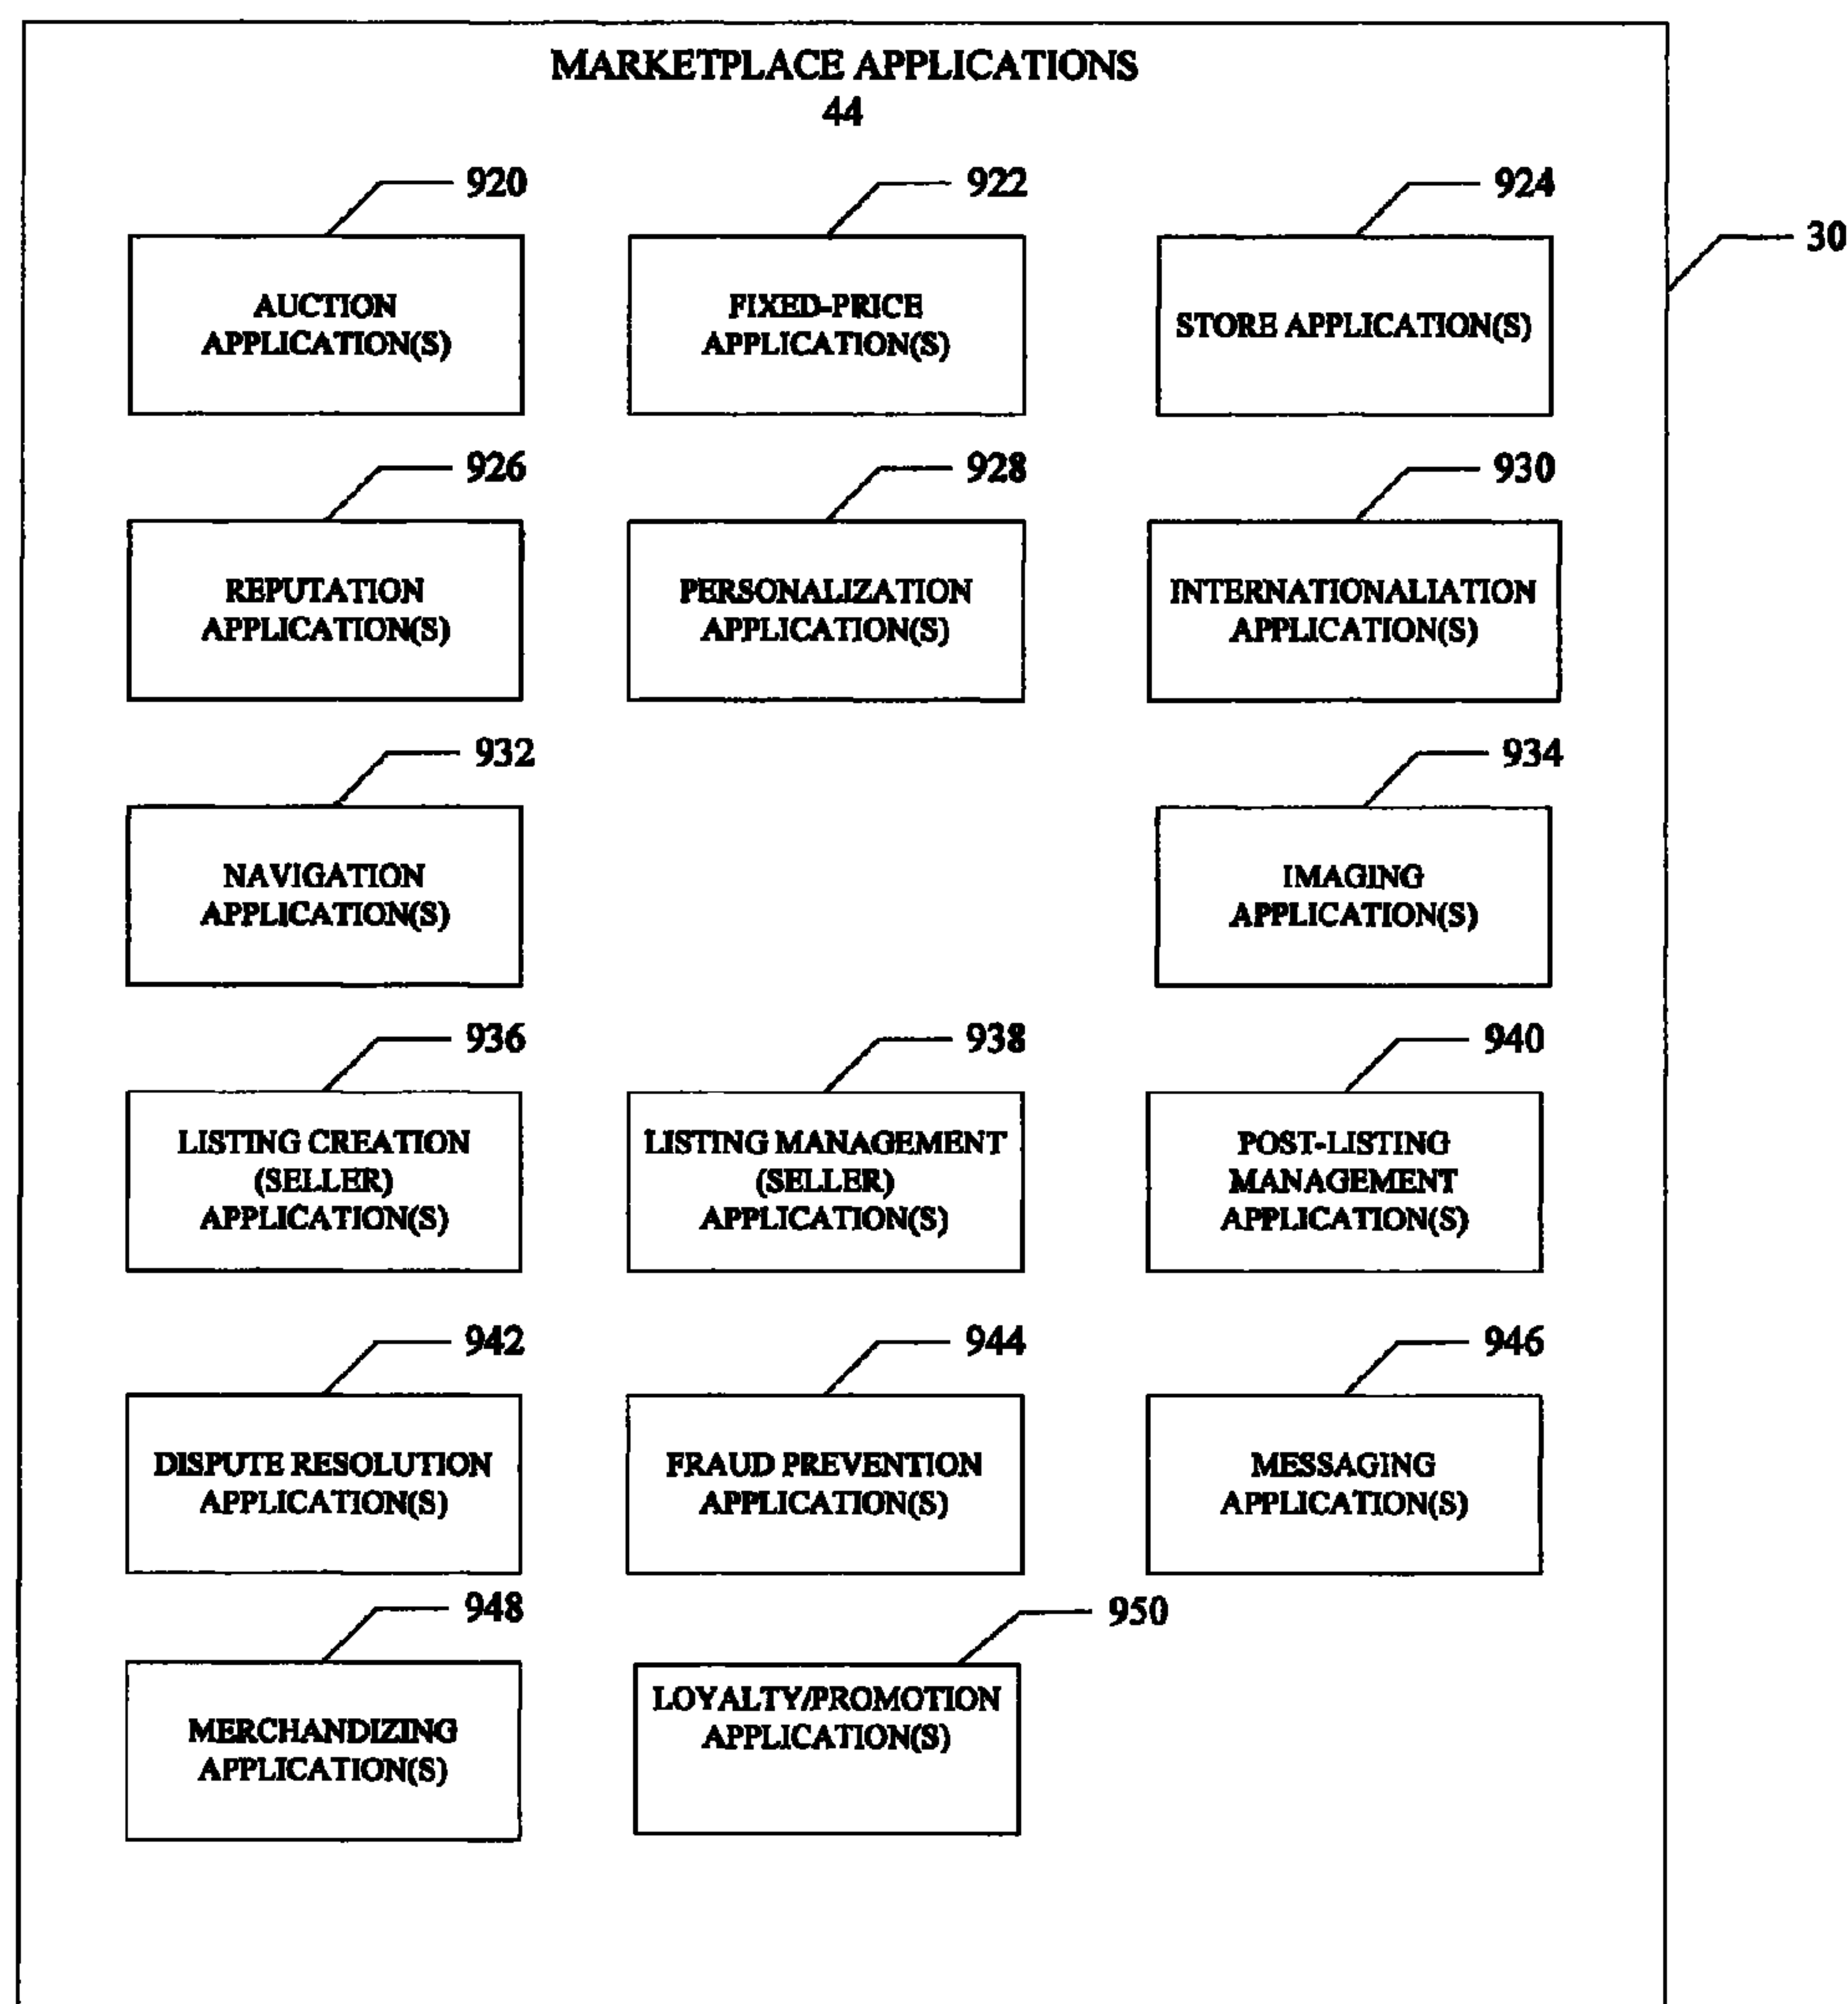 MARKETPLACE APPLICATIONS
44
920
922
924
30
AUCTION
APPLICATION(S)
FIXED-PRICE
APPLICATION(S)
STORE APPLICATION(S)
926
928
930
REPUTATION
APPLICATION(S)
PERSONALIZATION
APPLICATION(S)
INTERNATIONALIATION
APPLICATION(S)
932
934
NAVIGATION
APPLICATION(S)
IMAGING
APPLICATION(S)
936
938
940
LISTING CREATION
(SELLER)
APPLICATION(S)
LISTING MANAGEMENT
(SELLER)
APPLICATION(S)
POST-LISTING
MANAGEMENT
APPLICATION(S)
942
944
946
DISPUTE RESOLUTION
APPLICATION(S)
FRAUD PREVENTION
APPLICATION(S)
MESSAGING
APPLICATION(S)
948
950
MERCHANDIZING
APPLICATION(S)
LOYALTY/PROMOTION
APPLICATION(S)